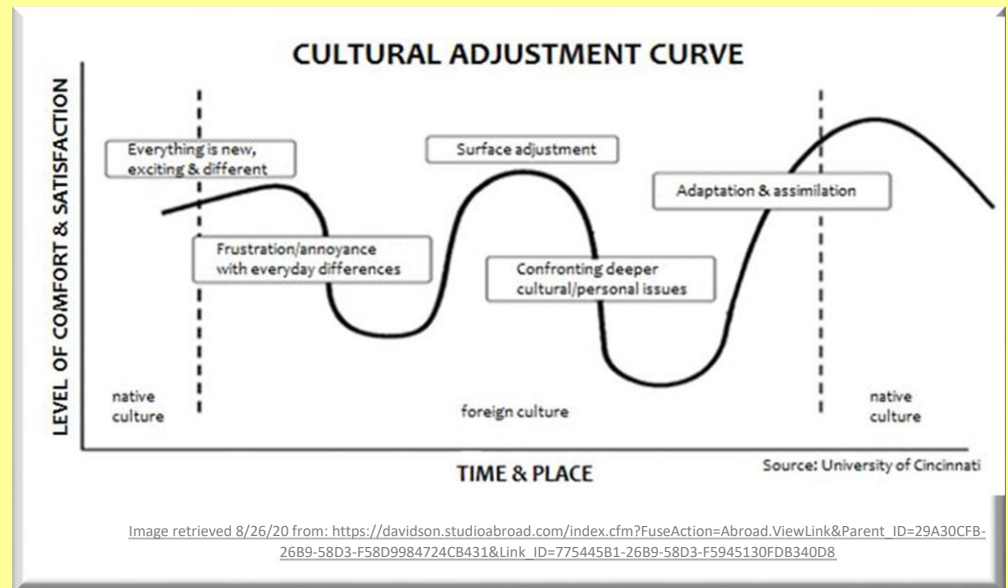 CULTURAL ADJUSTMENT CURVE
LEVEL OF COMFORT & SATISFACTION
Everything is new,
exciting & different
Surface adjustment
Adaptation & assimilation
Frustration/annoyance
with everyday differences
Confronting deeper
cultural/personal issues
native
culture
foreign culture
native
culture
TIME & PLACE
Source: University of Cincinnati
Image retrieved 8/26/20 from: https://davidson.studioabroad.com/index.cfm?FuseAction=Abroad.ViewLink&Parent_ID=29A30CFB-
26B9-58D3-F58D9984724CB431&Link_ID=775445B1-26B9-58D3-F5945130FDB340D8